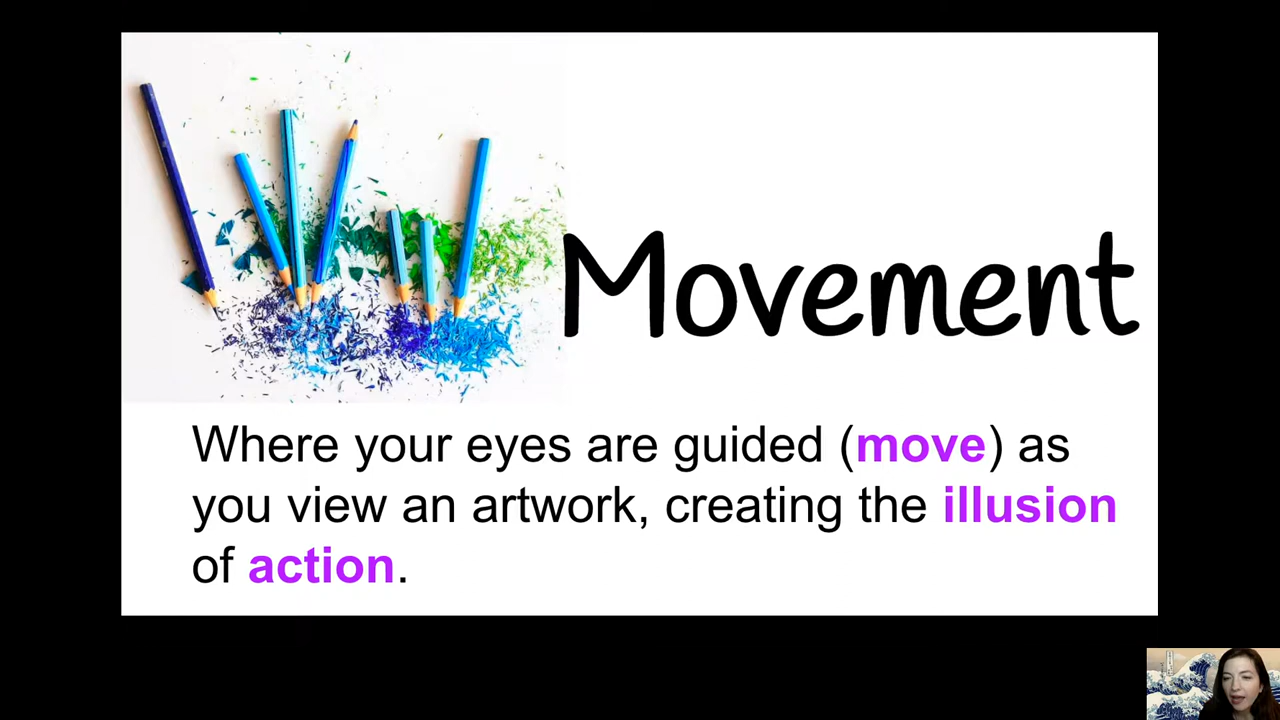 Movement
Where your eyes are guided (move) as
you view an artwork, creating the illusion
of action.